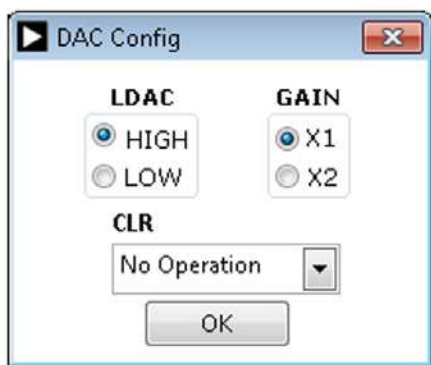 DAC Config
LDAC GAIN
HIGH X1
LOW X2
CLR
No Operation
OK